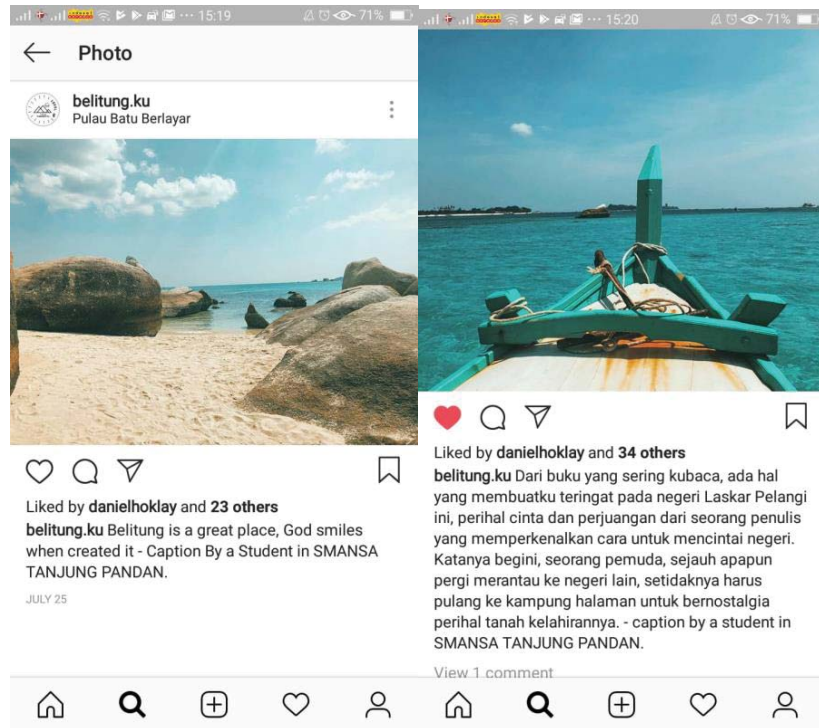 15:19
71%
Photo
belitung.ku
Pulau Batu Berlayar
Liked by danielhoklay and 23 others
belitung.ku Belitung is a great place, God smiles
when created it - Caption By a Student in SMANSA
TANJUNG PANDAN.
JULY 25
15:20
71%
Liked by danielhoklay and 34 others
belitung.ku Dari buku yang sering kubaca, ada hal
yang membuatku teringat pada negeri Laskar Pelangi
ini, perihal cinta dan perjuangan dari seorang penulis
yang memperkenalkan cara untuk mencintai negeri.
Katanya begini, seorang pemuda, sejauh apapun
pergi merantau ke negeri lain, setidaknya harus
pulang ke kampung halaman untuk bernostalgia
perihal tanah kelahirannya. - caption by a student in
SMANSA TANJUNG PANDAN.
View 1 comment